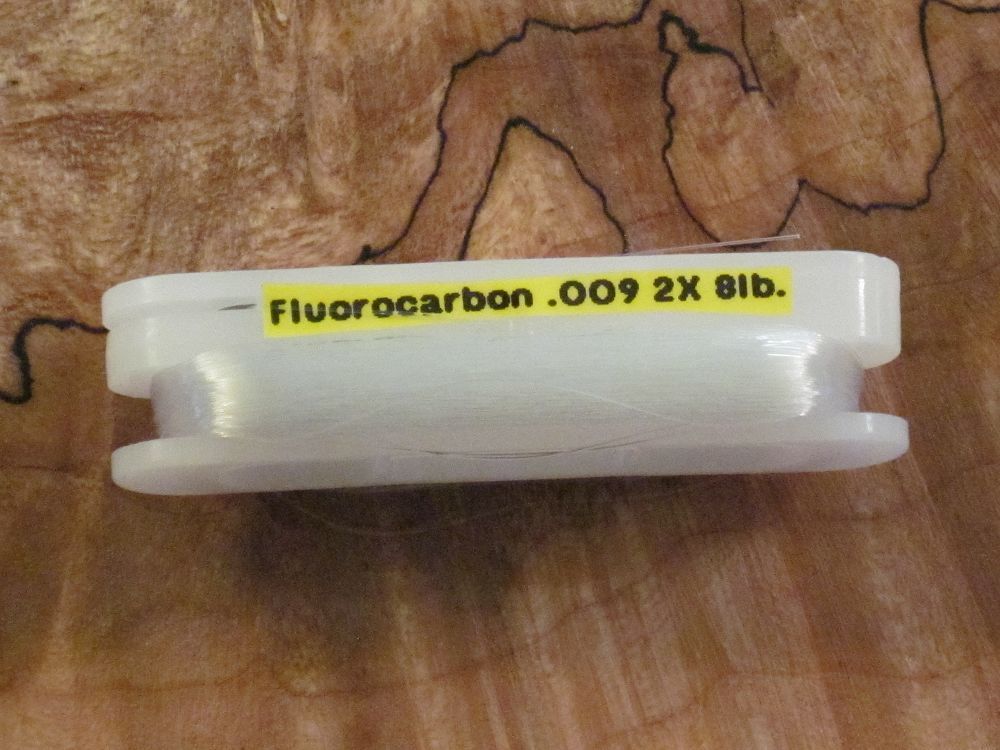 Fluorocarbon .009 2X 8lb.